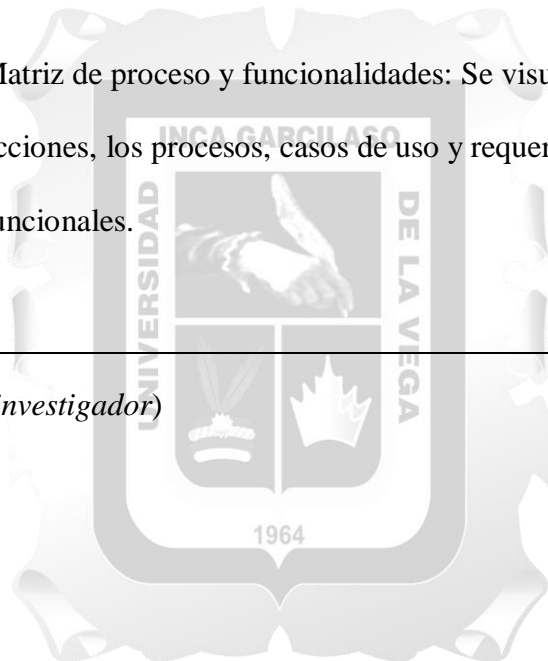 Matriz de proceso y funcionalidades: Se visu
INCA GARCILASO
cciones, los procesos, casos de uso y requer
uncionales.
UNIVERSIDAD
DE LA VEGA
investigador)
1964